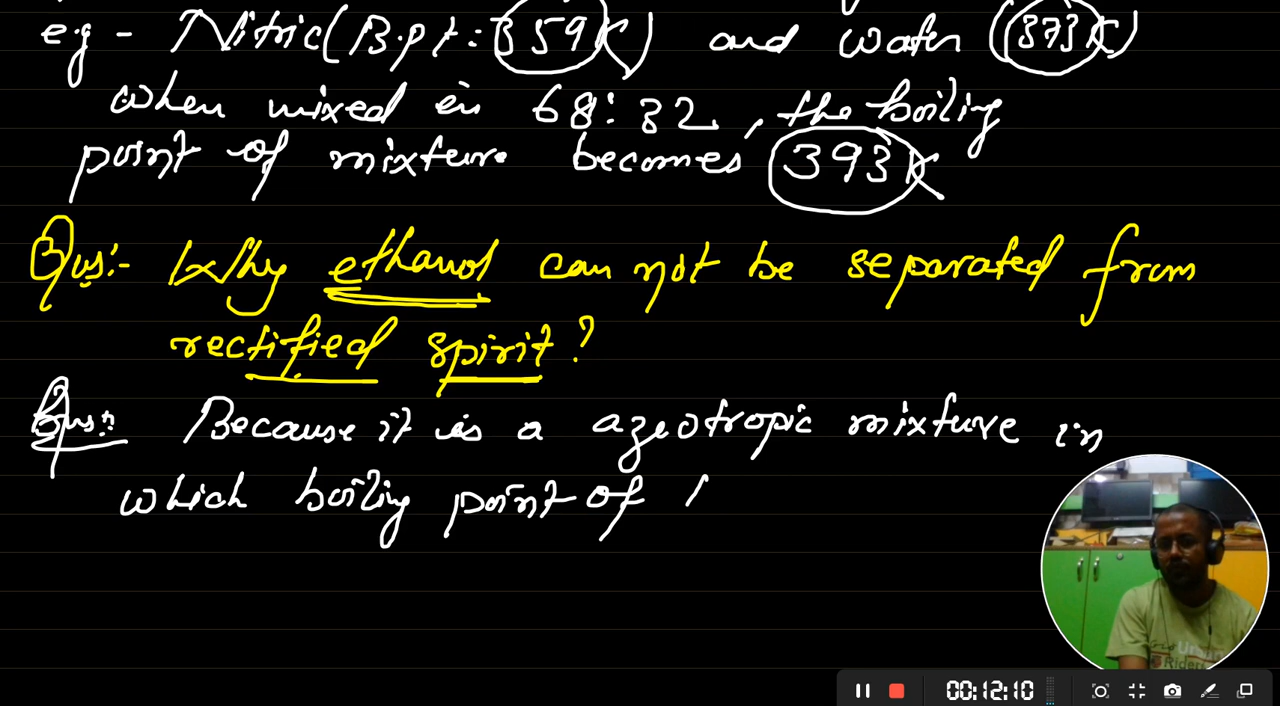 e.g - Nitric (B.pt: 359K) and water (373K)
when mixed in 68:32, the boiling
point of mixture becomes 393K
Qus:- Why ethanol can not be separated from
rectified spirit?
Because it is a azeotropic mixture in
which boiling point of
00:12:10